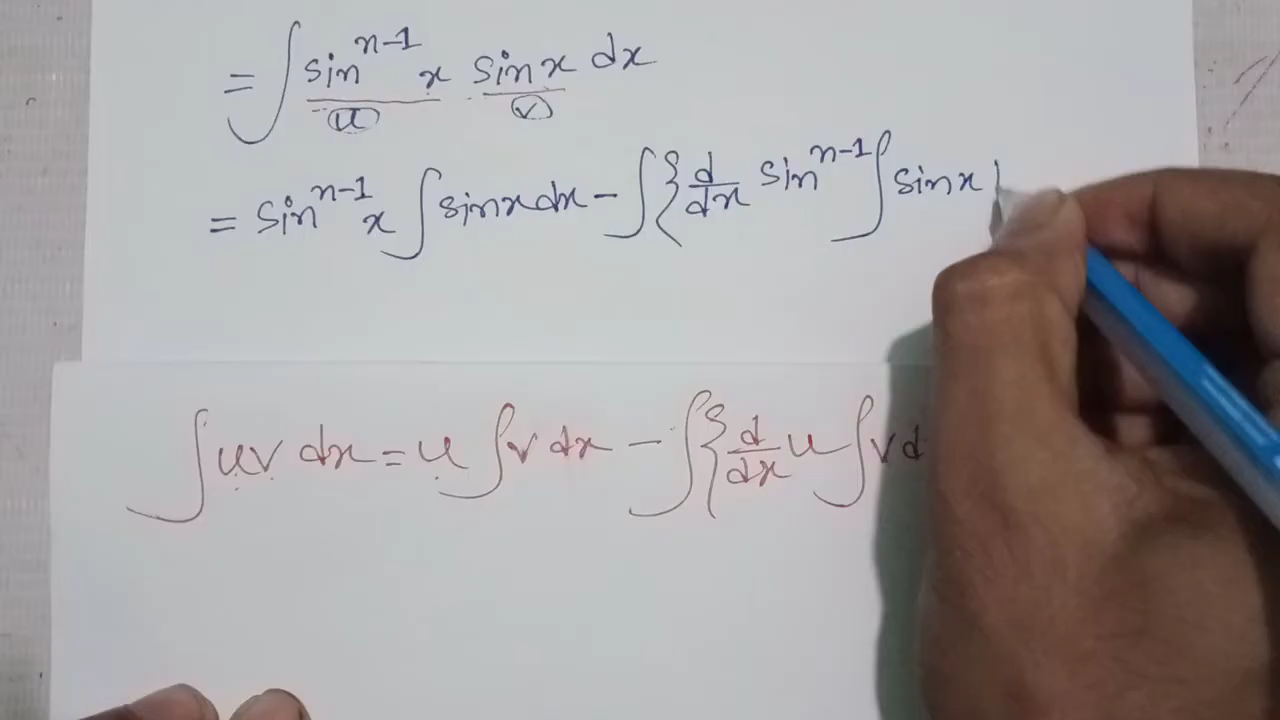 = ∫ sin^{n-1} x sin x dx
u v
= sin^{n-1} x ∫ sin x dx - ∫ { d/dx sin^{n-1} ∫ sin x
∫ uv dx = u ∫ v dx - ∫ { d/dx u ∫ v d